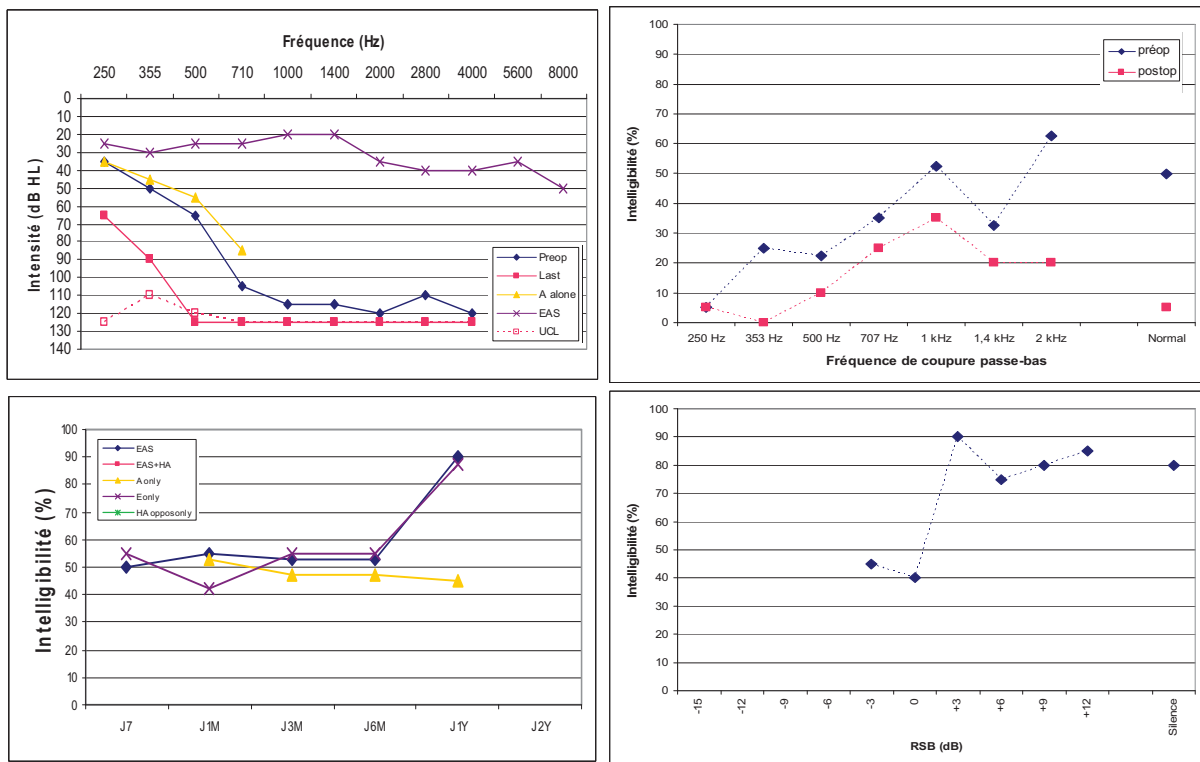 Fréquence (Hz)
250 355 500 710 1000 1400 2000 2800 4000 5600 8000
Intensité (dB HL)
0
10
20
30
40
50
60
70
80
90
100
110
120
130
140
Preop
Last
A alone
EAS
UCL
Intelligibilité (%)
100
90
80
70
60
50
40
30
20
10
0
préop
postop
250 Hz 353 Hz 500 Hz 707 Hz 1 kHz 1,4 kHz 2 kHz Normal
Fréquence de coupure passe-bas
Intelligibilité (%)
100
90
80
70
60
50
40
30
20
10
0
EAS
EAS+HA
A only
E only
HA oppos only
J7 J1M J3M J6M J1Y J2Y
Intelligibilité (%)
100
90
80
70
60
50
40
30
20
10
0
-15 -12 -9 -6 -3 0 +3 +6 +9 +12 Silence
RSB (dB)